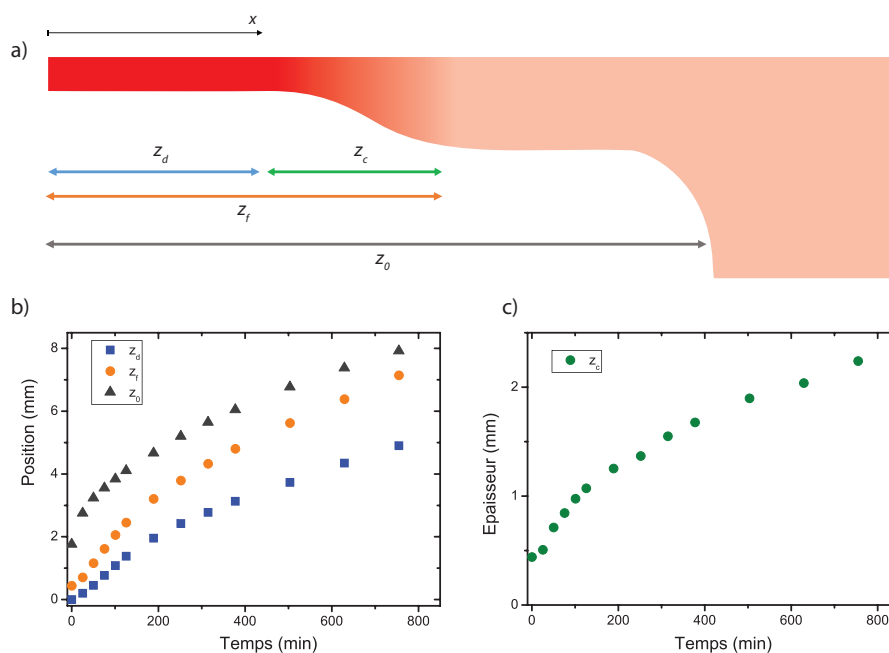 x
a)
z_d
z_c
z_f
z_0
b)
c)
8
6
4
2
0
Position (mm)
z_d
z_f
z_0
0
200
400
600
800
Temps (min)
2
1
0
Epaisseur (mm)
z_c
0
200
400
600
800
Temps (min)